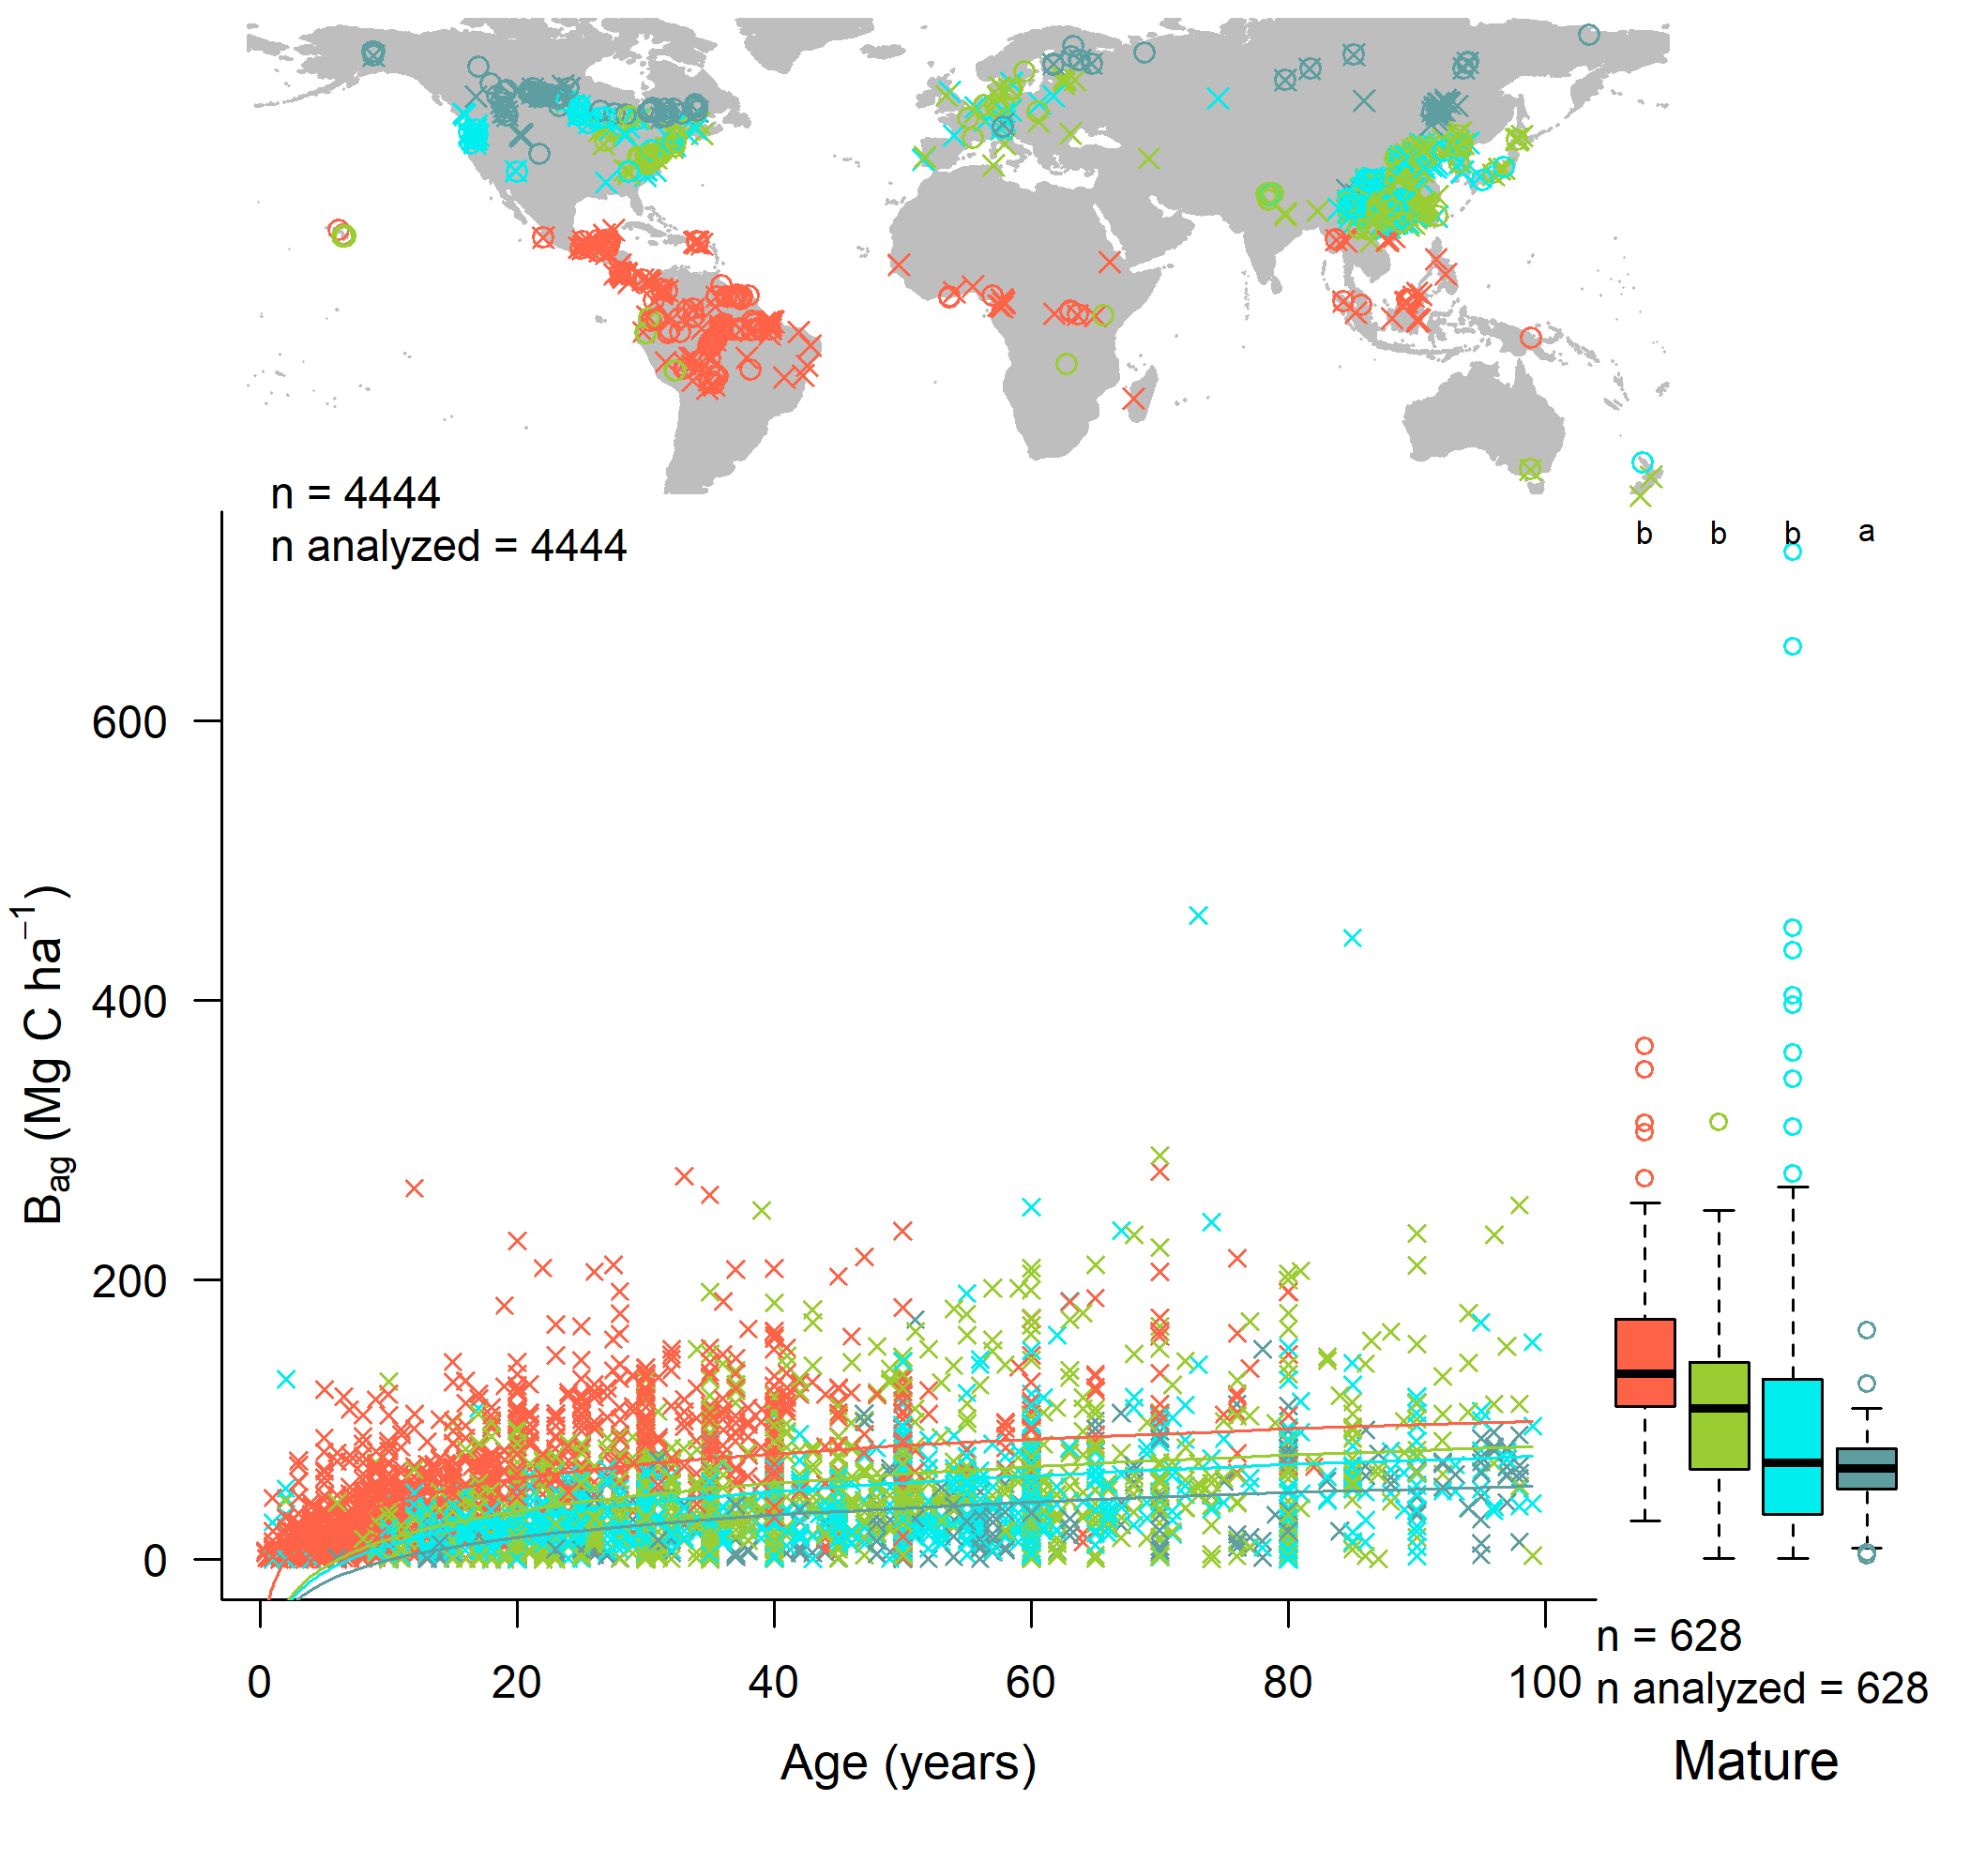 n = 4444
n analyzed = 4444
b b b a
600
400
200
0
B_ag (Mg C ha⁻¹)
0 20 40 60 80 100
n = 628
n analyzed = 628
Age (years)
Mature